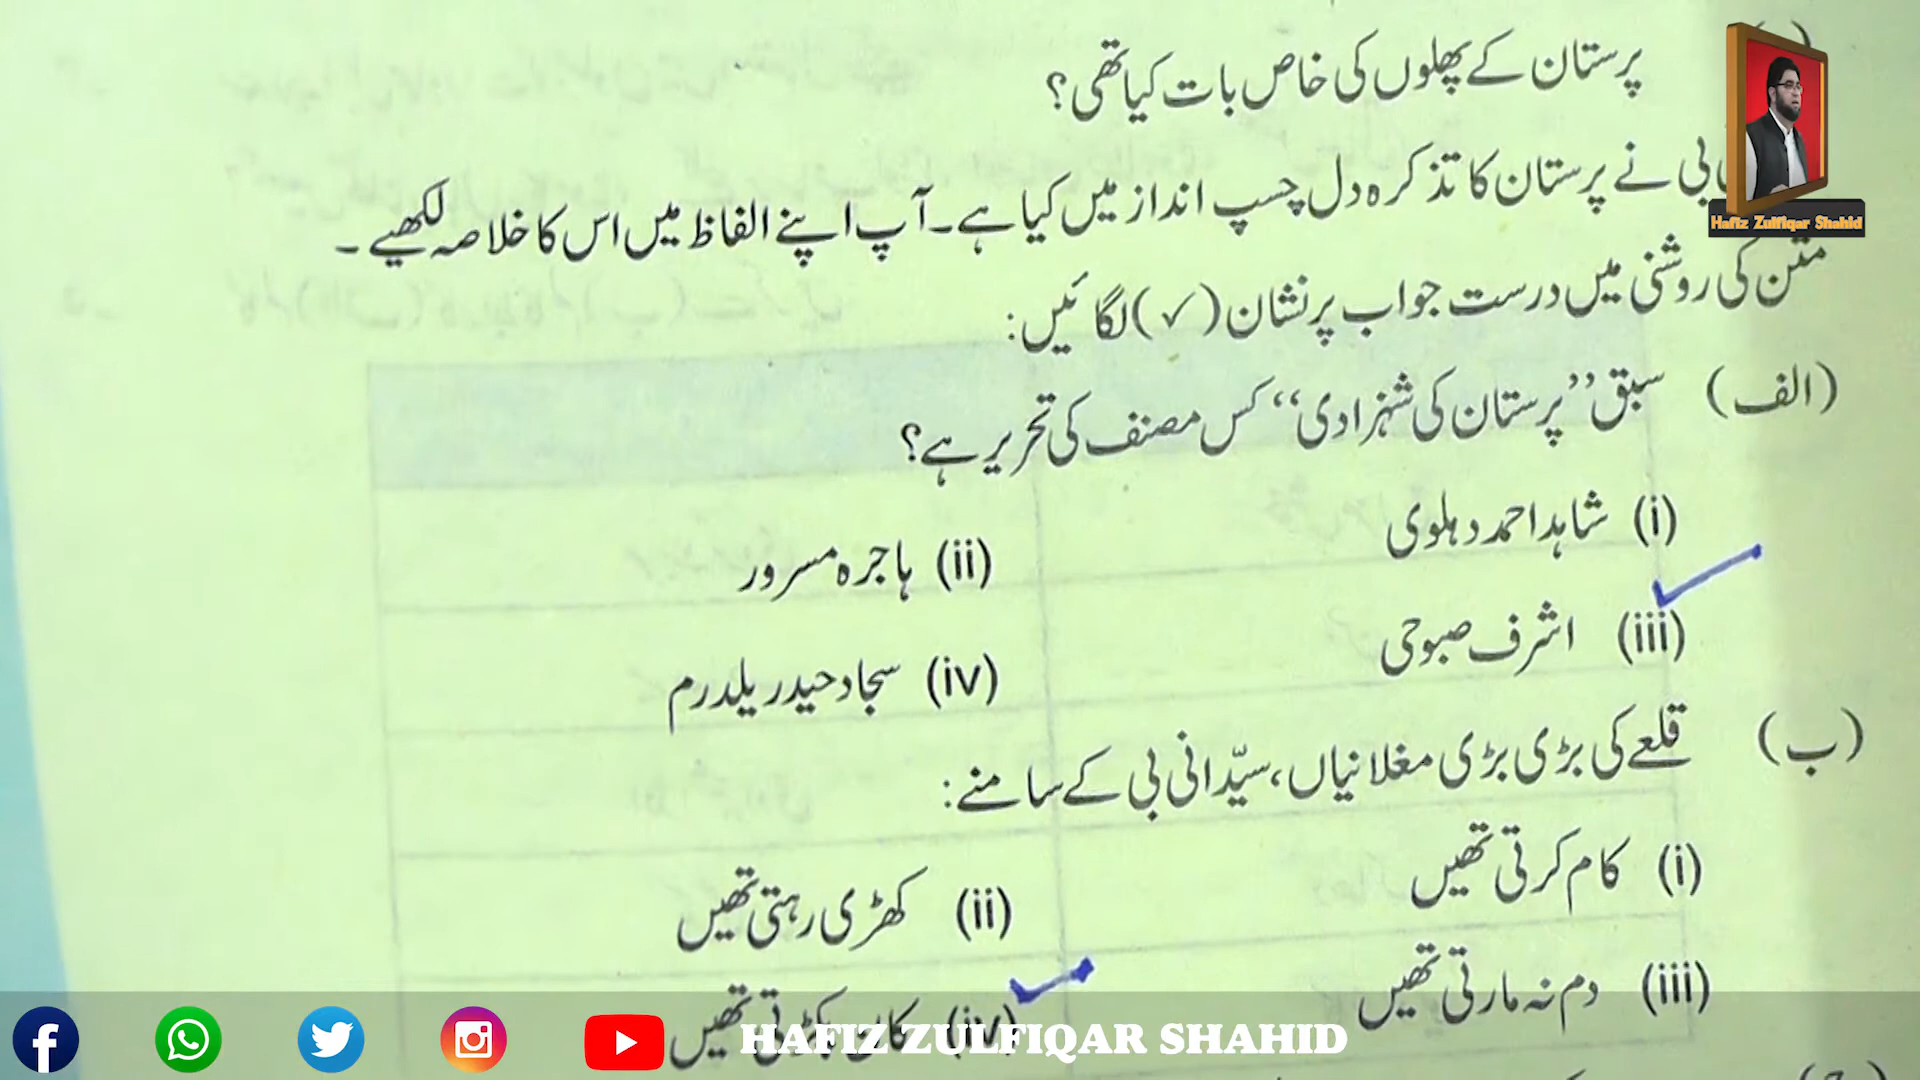 پرستان کے پھلوں کی خاص بات کیا تھی؟
بی نے پرستان کا تذکرہ دل چسپ انداز میں کیا ہے۔ آپ اپنے الفاظ میں اس کا خلاصہ لکھیے۔
متن کی روشنی میں درست جواب پر نشان (✓) لگائیں:
(الف) سبق ”پرستان کی شہزادی“ کس مصنف کی تحریر ہے؟
(i) شاہد احمد دہلوی (ii) ہاجرہ مسرور
(iii) اشرف صبوحی (iv) سجاد حیدر یلدرم
(ب) قلعے کی بڑی بڑی مغلانیاں، سیّدانی بی کے سامنے:
(i) کام کرتی تھیں (ii) کھڑی رہتی تھیں
(iii) دم نہ مارتی تھیں (iv) کان پکڑتی تھیں
Hafiz Zulfiqar Shahid
HAFIZ ZULFIQAR SHAHID